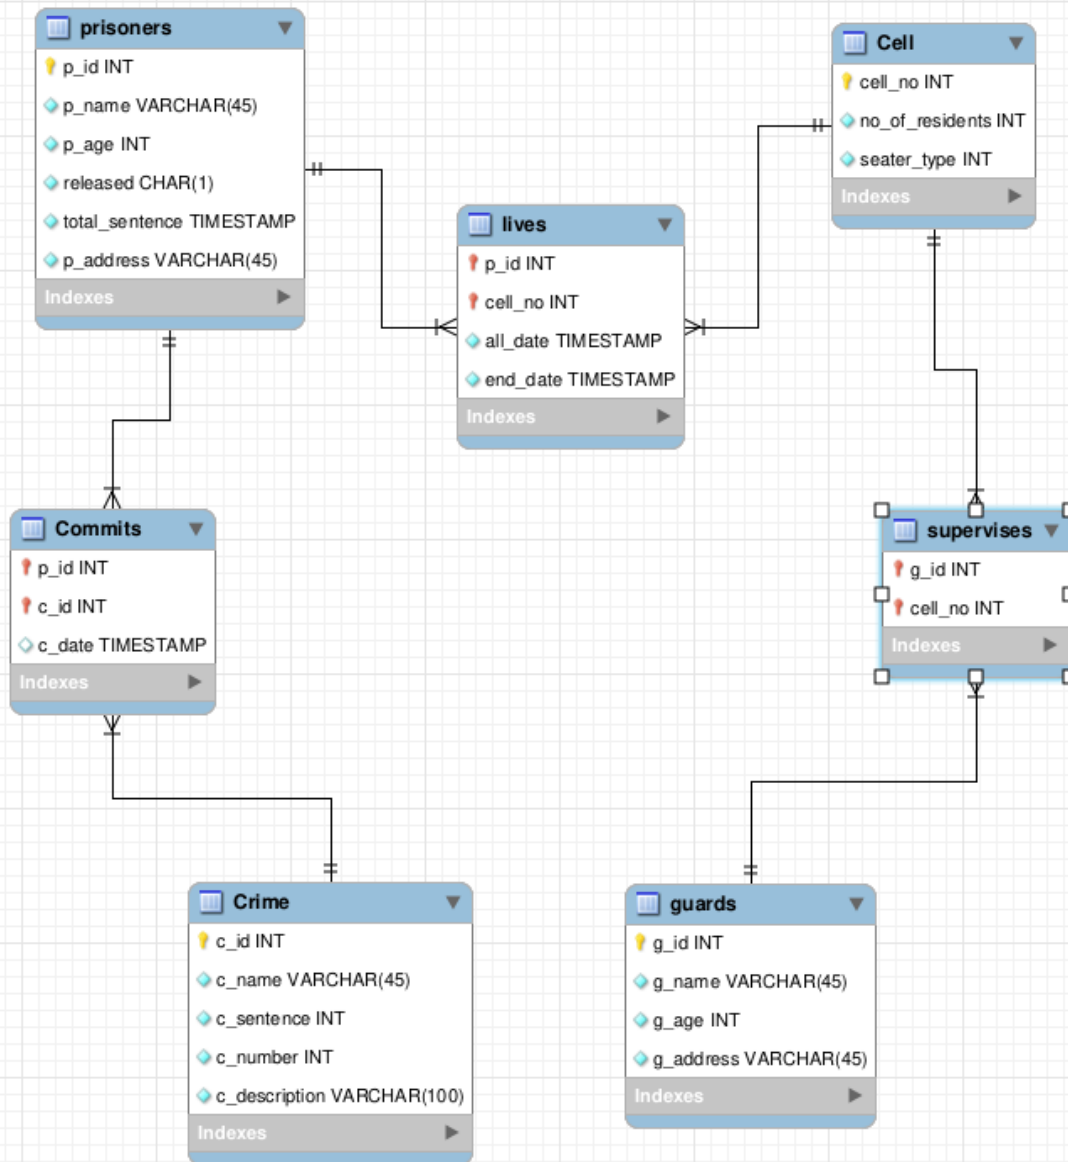 prisoners
p_id INT
p_name VARCHAR(45)
p_age INT
released CHAR(1)
total_sentence TIMESTAMP
p_address VARCHAR(45)
Indexes
Cell
cell_no INT
no_of_residents INT
seater_type INT
Indexes
lives
p_id INT
cell_no INT
all_date TIMESTAMP
end_date TIMESTAMP
Indexes
Commits
p_id INT
c_id INT
c_date TIMESTAMP
Indexes
supervises
g_id INT
cell_no INT
Indexes
Crime
c_id INT
c_name VARCHAR(45)
c_sentence INT
c_number INT
c_description VARCHAR(100)
Indexes
guards
g_id INT
g_name VARCHAR(45)
g_age INT
g_address VARCHAR(45)
Indexes